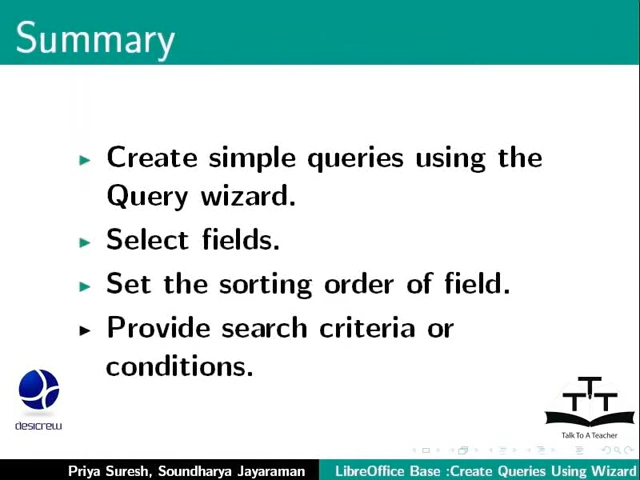 Summary
Create simple queries using the
Query wizard.
Select fields.
Set the sorting order of field.
Provide search criteria or
conditions.
desicrew
TTT
Talk To A Teacher
Priya Suresh, Soundharya Jayaraman
LibreOffice Base :Create Queries Using Wizard